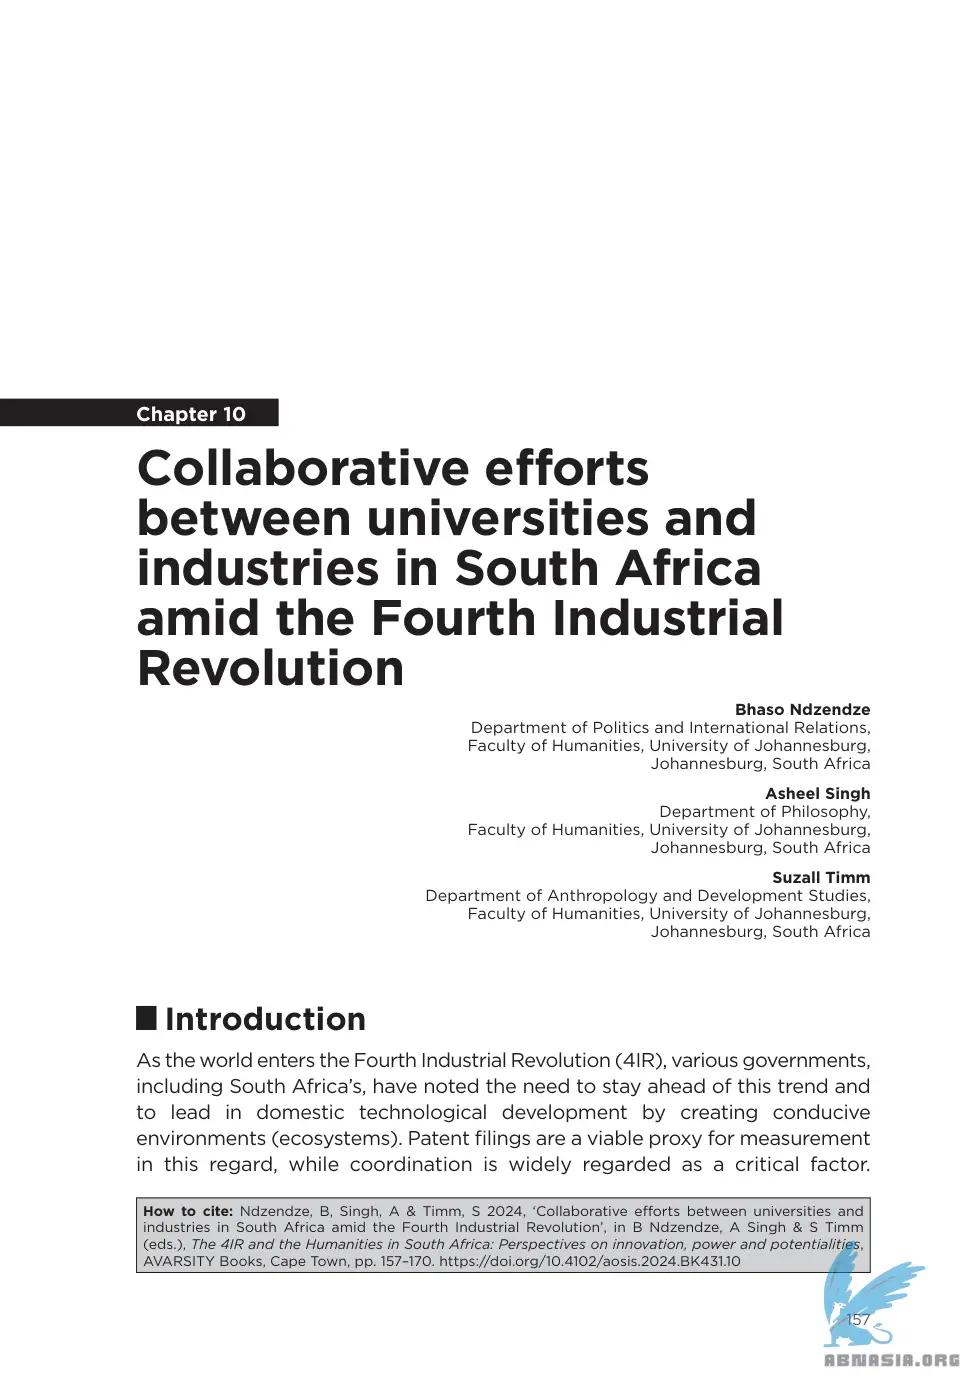 Chapter 10
Collaborative efforts
between universities and
industries in South Africa
amid the Fourth Industrial
Revolution
Bhaso Ndzendze
Department of Politics and International Relations,
Faculty of Humanities, University of Johannesburg,
Johannesburg, South Africa
Asheel Singh
Department of Philosophy,
Faculty of Humanities, University of Johannesburg,
Johannesburg, South Africa
Suzall Timm
Department of Anthropology and Development Studies,
Faculty of Humanities, University of Johannesburg,
Johannesburg, South Africa
Introduction
As the world enters the Fourth Industrial Revolution (4IR), various governments,
including South Africa’s, have noted the need to stay ahead of this trend and
to lead in domestic technological development by creating conducive
environments (ecosystems). Patent filings are a viable proxy for measurement
in this regard, while coordination is widely regarded as a critical factor.
How to cite: Ndzendze, B, Singh, A & Timm, S 2024, ‘Collaborative efforts between universities and
industries in South Africa amid the Fourth Industrial Revolution’, in B Ndzendze, A Singh & S Timm
(eds.), The 4IR and the Humanities in South Africa: Perspectives on innovation, power and potentialities,
AVARSITY Books, Cape Town, pp. 157–170. https://doi.org/10.4102/aosis.2024.BK431.10
157
ABNASIA.ORG